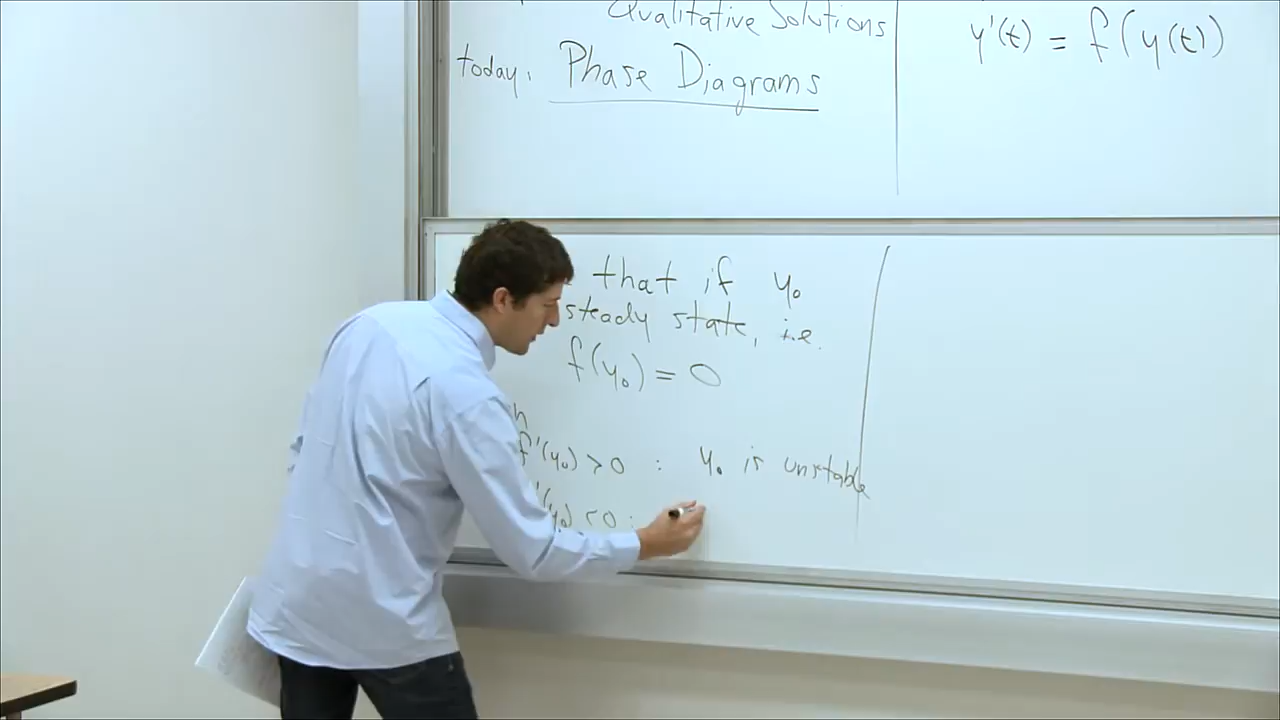 Qualitative Solutions
today: Phase Diagrams
y'(t) = f(y(t))
that if y₀
steady state, i.e.
f(y₀) = 0
n
f'(y₀) > 0 : y₀ is unstable
'(y₀) < 0 :